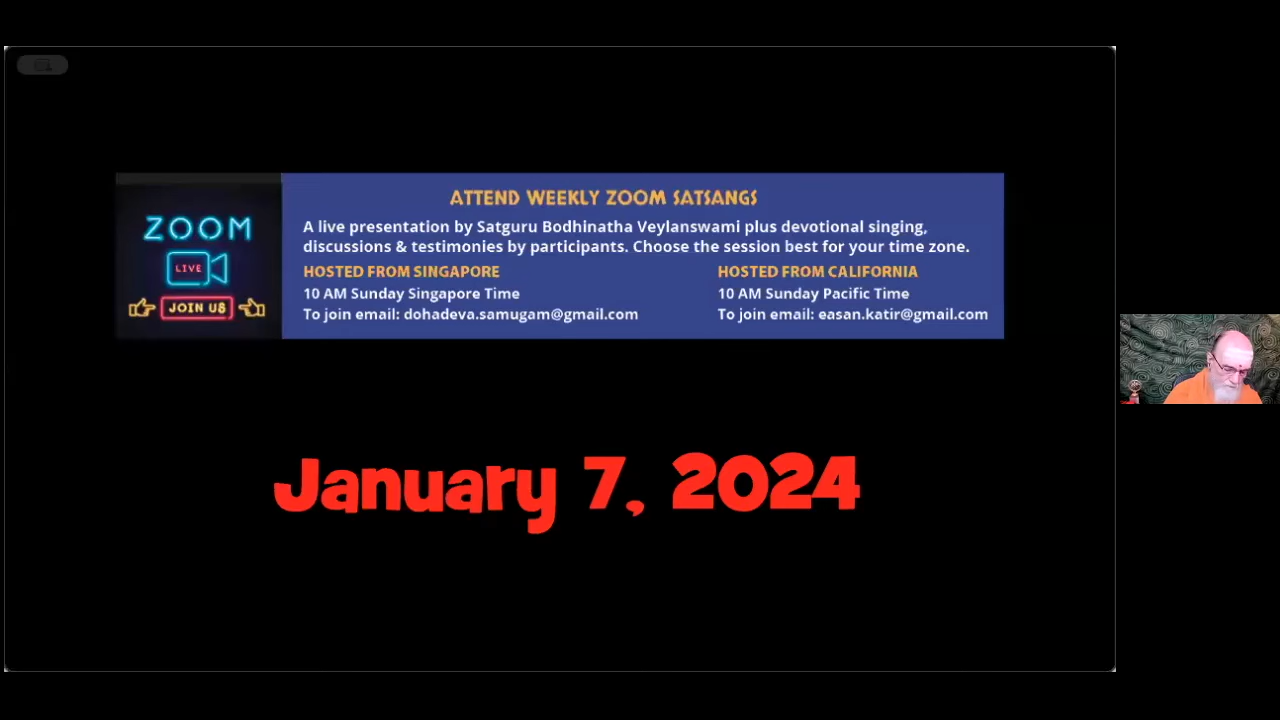 ZOOM
LIVE
JOIN US
ATTEND WEEKLY ZOOM SATSANGS
A live presentation by Satguru Bodhinatha Veylanswami plus devotional singing,
discussions & testimonies by participants. Choose the session best for your time zone.
HOSTED FROM SINGAPORE
10 AM Sunday Singapore Time
To join email: dohadeva.samugam@gmail.com
HOSTED FROM CALIFORNIA
10 AM Sunday Pacific Time
To join email: easan.katir@gmail.com
January 7, 2024